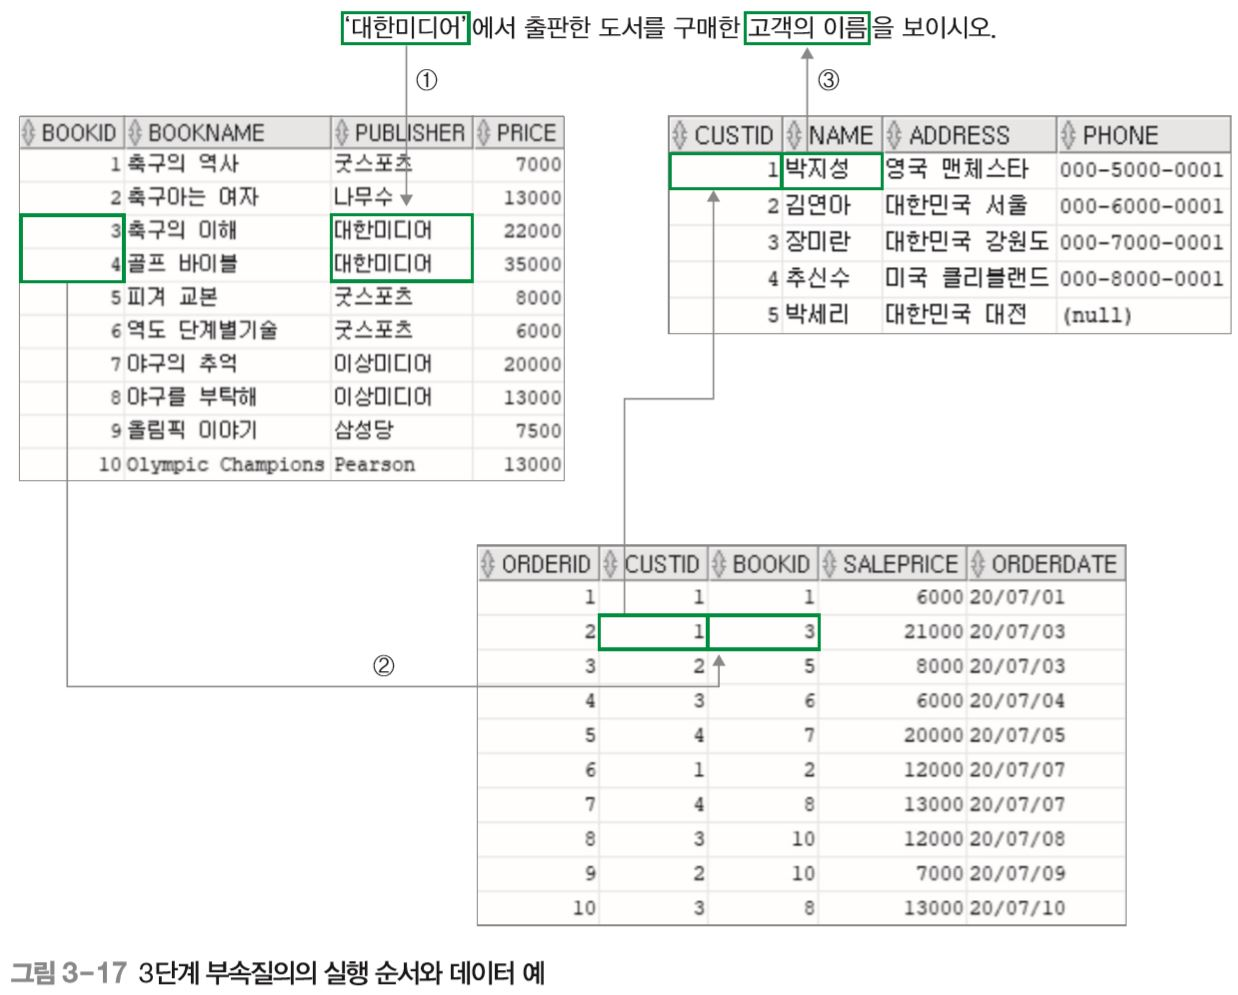 ‘대한미디어’에서 출판한 도서를 구매한 고객의 이름을 보이시오.
① ③
BOOKID BOOKNAME PUBLISHER PRICE
1 축구의 역사 굿스포츠 7000
2 축구아는 여자 나무수 13000
3 축구의 이해 대한미디어 22000
4 골프 바이블 대한미디어 35000
5 피겨 교본 굿스포츠 8000
6 역도 단계별기술 굿스포츠 6000
7 야구의 추억 이상미디어 20000
8 야구를 부탁해 이상미디어 13000
9 올림픽 이야기 삼성당 7500
10 Olympic Champions Pearson 13000
CUSTID NAME ADDRESS PHONE
1 박지성 영국 맨체스타 000-5000-0001
2 김연아 대한민국 서울 000-6000-0001
3 장미란 대한민국 강원도 000-7000-0001
4 추신수 미국 클리블랜드 000-8000-0001
5 박세리 대한민국 대전 (null)
②
ORDERID CUSTID BOOKID SALEPRICE ORDERDATE
1 1 1 6000 20/07/01
2 1 3 21000 20/07/03
3 2 5 8000 20/07/03
4 3 6 6000 20/07/04
5 4 7 20000 20/07/05
6 1 2 12000 20/07/07
7 4 8 13000 20/07/07
8 3 10 12000 20/07/08
9 2 10 7000 20/07/09
10 3 8 13000 20/07/10
그림 3-17 3단계 부속질의의 실행 순서와 데이터 예